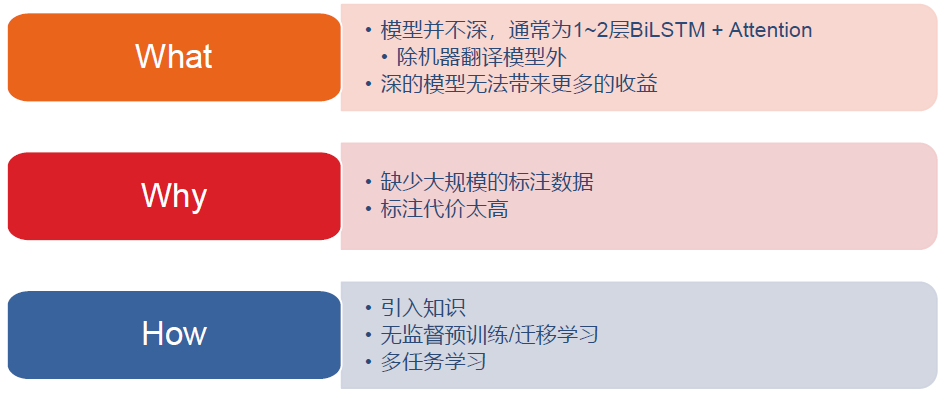 What
• 模型并不深，通常为1~2层BiLSTM + Attention
• 除机器翻译模型外
• 深的模型无法带来更多的收益
Why
• 缺少大规模的标注数据
• 标注代价太高
How
• 引入知识
• 无监督预训练/迁移学习
• 多任务学习